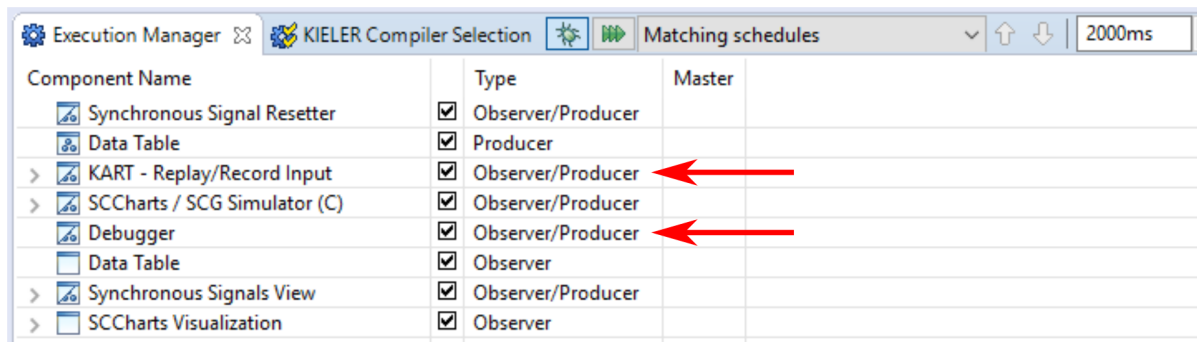 Execution Manager KIELER Compiler Selection Matching schedules 2000ms
Component Name Type Master
Synchronous Signal Resetter Observer/Producer
Data Table Producer
KART - Replay/Record Input Observer/Producer
SCCharts / SCG Simulator (C) Observer/Producer
Debugger Observer/Producer
Data Table Observer
Synchronous Signals View Observer/Producer
SCCharts Visualization Observer